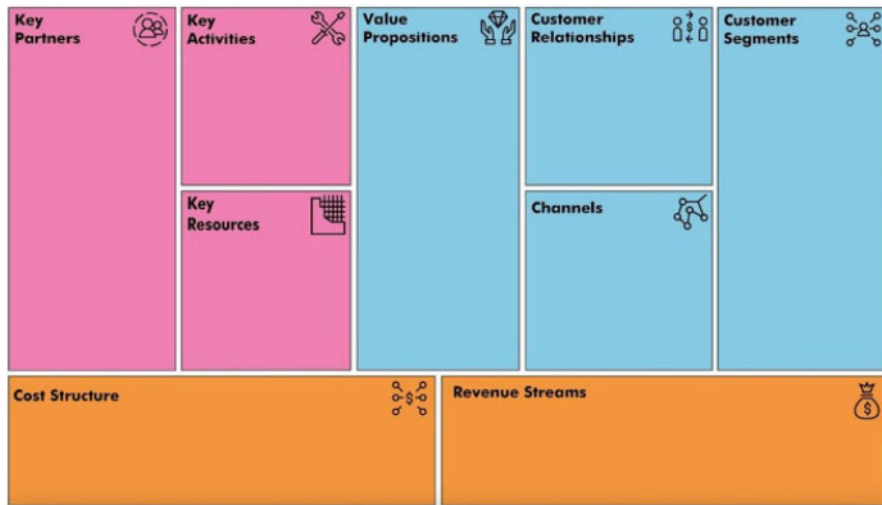 Key
Partners
Key
Activities
Value
Propositions
Customer
Relationships
Customer
Segments
Key
Resources
Channels
Cost Structure
$
Revenue Streams
$